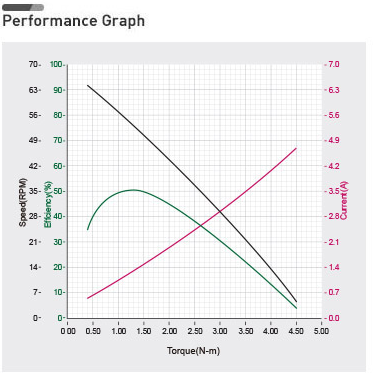 Performance Graph
70- 100- -7.0
63- 90- -6.3
56- 80- -5.6
49- 70- -4.9
42- 60- -4.2
35- 50- -3.5
28- 40- -2.8
21- 30- -2.1
14- 20- -1.4
7- 10- -0.7
0- 0- -0.0
Speed(RPM)
Effciency(%)
Current(A)
0 00 0.50 1.00 1.50 2.00 2.50 3.00 3.50 4.00 4.50 5.00
Torque(N-m)